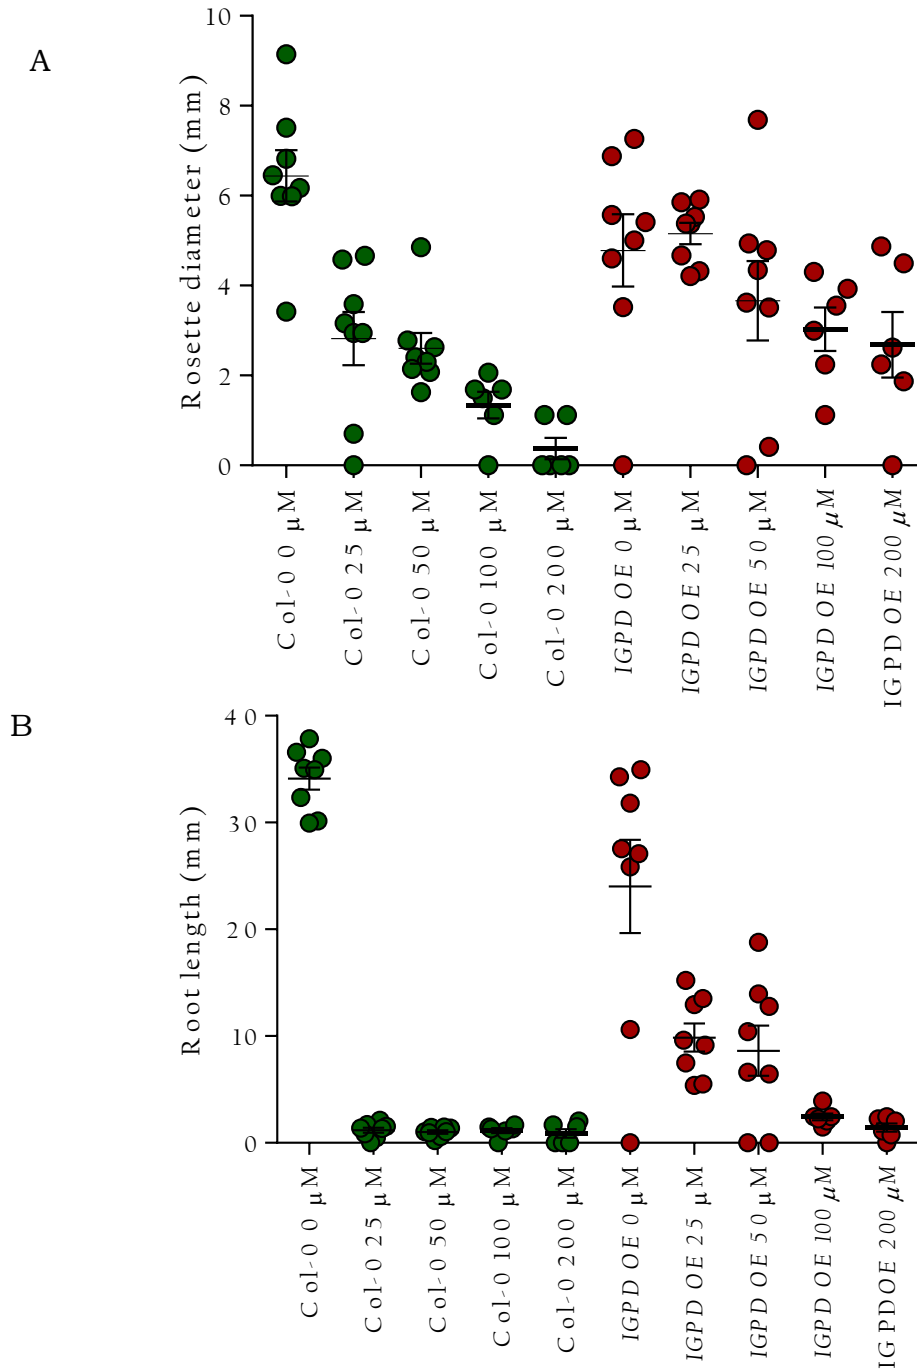 A
Rosette diameter (mm)
10
8
6
4
2
0
Col-0 0 µM
Col-0 25 µM
Col-0 50 µM
Col-0 100 µM
Col-0 200 µM
IGPD OE 0 µM
IGPD OE 25 µM
IGPD OE 50 µM
IGPD OE 100 µM
IGPD OE 200 µM
B
Root length (mm)
40
30
20
10
0
Col-0 0 µM
Col-0 25 µM
Col-0 50 µM
Col-0 100 µM
Col-0 200 µM
IGPD OE 0 µM
IGPD OE 25 µM
IGPD OE 50 µM
IGPD OE 100 µM
IGPDOE 200 µM